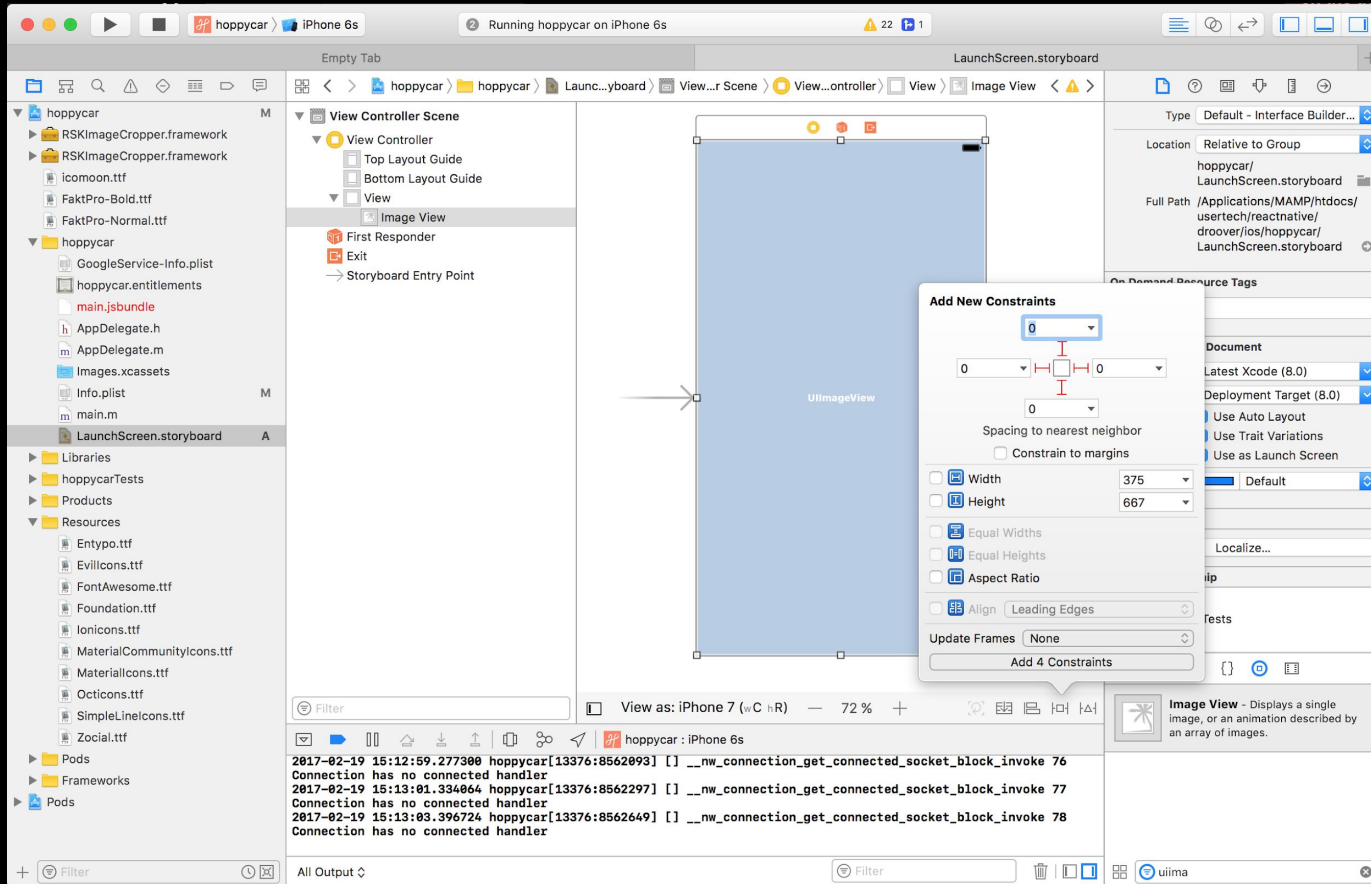 hoppycar
iPhone 6s
2
Running hoppycar on iPhone 6s
22
1
Empty Tab
LaunchScreen.storyboard
hoppycar
M
RSKImageCropper.framework
RSKImageCropper.framework
icomoon.ttf
FaktPro-Bold.ttf
FaktPro-Normal.ttf
hoppycar
GoogleService-Info.plist
hoppycar.entitlements
main.jsbundle
h AppDelegate.h
m AppDelegate.m
Images.xcassets
Info.plist
M
m main.m
LaunchScreen.storyboard
A
Libraries
hoppycarTests
Products
Resources
Entypo.ttf
EvilIcons.ttf
FontAwesome.ttf
Foundation.ttf
Ionicons.ttf
MaterialCommunityIcons.ttf
MaterialIcons.ttf
Octicons.ttf
SimpleLineIcons.ttf
Zocial.ttf
Pods
Frameworks
Pods
Filter
hoppycar
hoppycar
Launc...yboard
View...r Scene
View...ontroller
View
Image View
View Controller Scene
View Controller
Top Layout Guide
Bottom Layout Guide
View
Image View
First Responder
Exit
Storyboard Entry Point
Filter
UIImageView
View as: iPhone 7 (wC hR)
72 %
Add New Constraints
0
0
0
0
Spacing to nearest neighbor
Constrain to margins
Width
375
Height
667
Equal Widths
Equal Heights
Aspect Ratio
Align
Leading Edges
Update Frames
None
Add 4 Constraints
hoppycar : iPhone 6s
2017-02-19 15:12:59.277300 hoppycar[13376:8562093] [] __nw_connection_get_connected_socket_block_invoke 76
Connection has no connected handler
2017-02-19 15:13:01.334064 hoppycar[13376:8562297] [] __nw_connection_get_connected_socket_block_invoke 77
Connection has no connected handler
2017-02-19 15:13:03.396724 hoppycar[13376:8562649] [] __nw_connection_get_connected_socket_block_invoke 78
Connection has no connected handler
All Output
Filter
Type
Default - Interface Builder...
Location
Relative to Group
hoppycar/
LaunchScreen.storyboard
Full Path
/Applications/MAMP/htdocs/
usertech/reactnative/
droover/ios/hoppycar/
LaunchScreen.storyboard
On Demand Resource Tags
Document
Latest Xcode (8.0)
Deployment Target (8.0)
Use Auto Layout
Use Trait Variations
Use as Launch Screen
Default
Localize...
ip
Tests
{}
Image View - Displays a single
image, or an animation described by
an array of images.
uiima